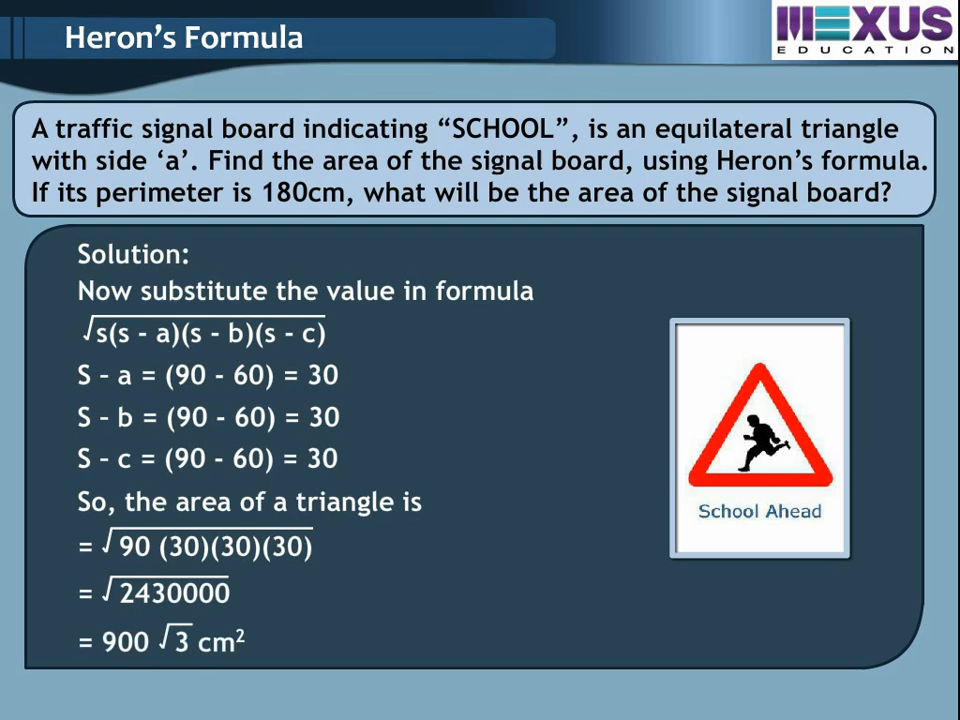 Heron’s Formula
MEXUS
EDUCATION
A traffic signal board indicating “SCHOOL”, is an equilateral triangle
with side ‘a’. Find the area of the signal board, using Heron’s formula.
If its perimeter is 180cm, what will be the area of the signal board?
Solution:
Now substitute the value in formula
√s(s - a)(s - b)(s - c)
S – a = (90 - 60) = 30
S – b = (90 - 60) = 30
S – c = (90 - 60) = 30
So, the area of a triangle is
= √90 (30)(30)(30)
= √2430000
= 900 √3 cm²
School Ahead